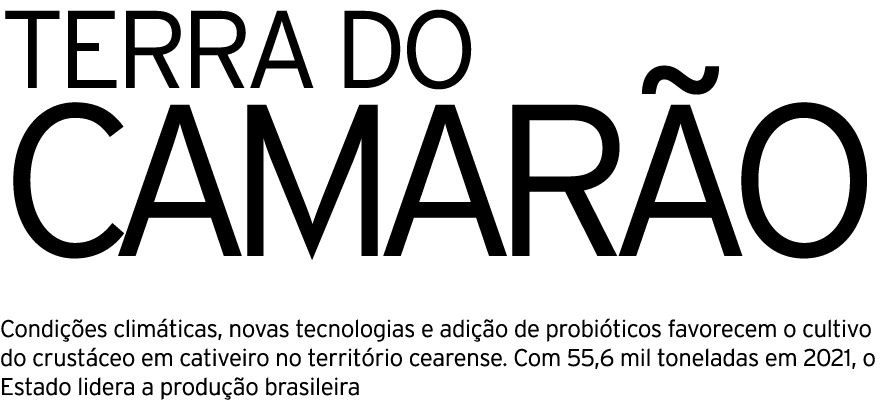 TERRA DO
CAMARÃO
Condições climáticas, novas tecnologias e adição de probióticos favorecem o cultivo
do crustáceo em cativeiro no território cearense. Com 55,6 mil toneladas em 2021, o
Estado lidera a produção brasileira